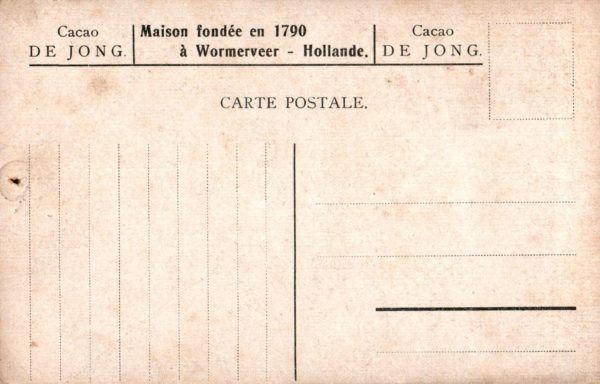 Cacao
DE JONG.
Maison fondée en 1790
à Wormerveer - Hollande.
Cacao
DE JONG.
CARTE POSTALE.